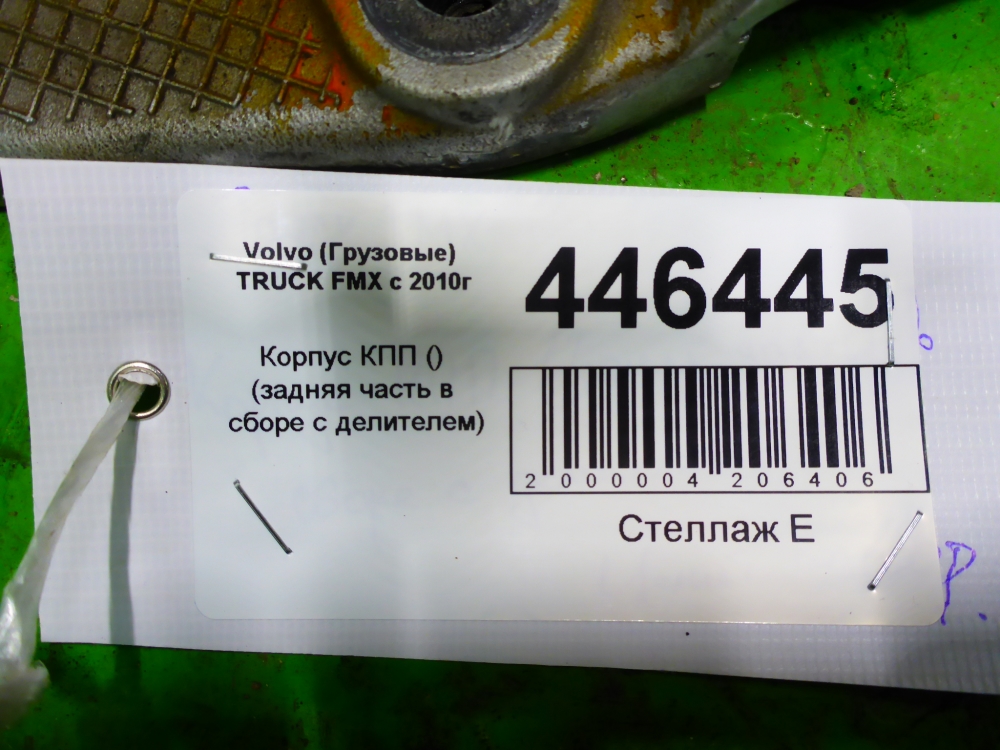 Volvo (Грузовые)
TRUCK FMX с 2010г
446445
Корпус КПП ()
(задняя часть в
сборе с делителем)
2 000004 206406
Стеллаж Е
Р.